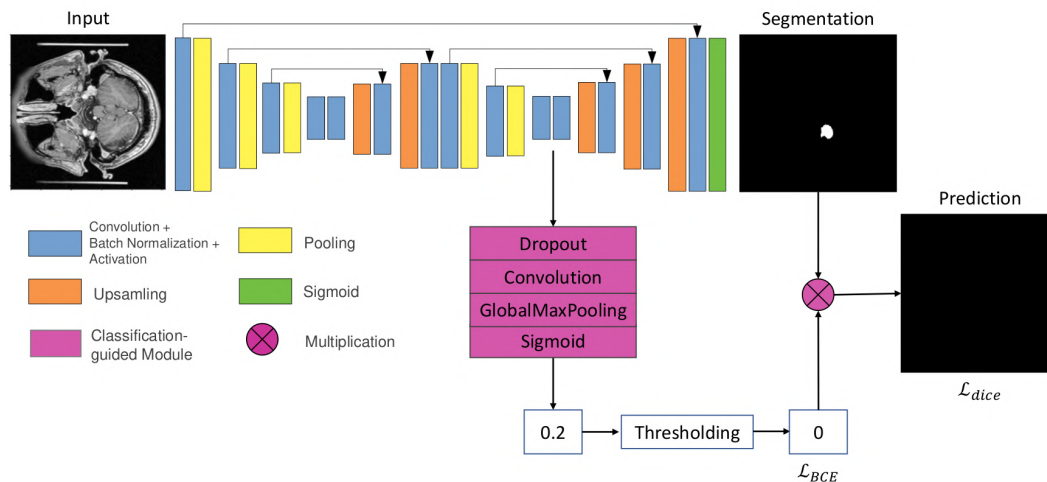 Input
Segmentation
Prediction
Convolution +
Batch Normalization +
Activation
Pooling
Upsamling
Sigmoid
Classification-
guided Module
Multiplication
Dropout
Convolution
GlobalMaxPooling
Sigmoid
0.2
Thresholding
0
ℒ_BCE
ℒ_dice